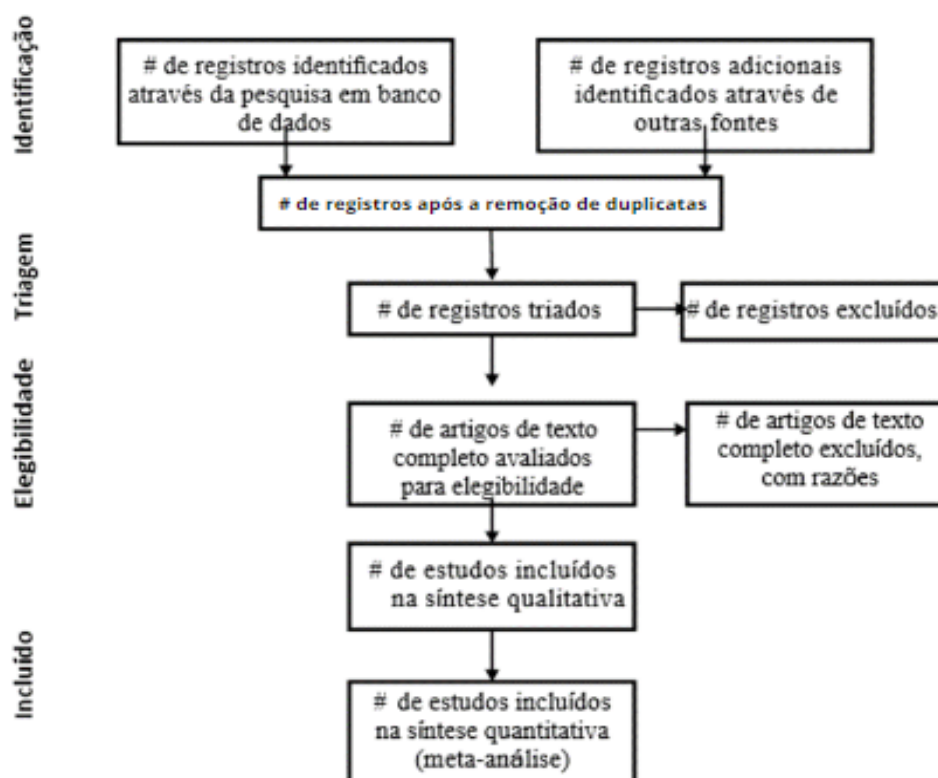 Identificação
# de registros identificados
através da pesquisa em banco
de dados
# de registros adicionais
identificados através de
outras fontes
# de registros após a remoção de duplicatas
Triagem
# de registros triados
# de registros excluídos
Elegibilidade
# de artigos de texto
completo avaliados
para elegibilidade
# de artigos de texto
completo excluídos,
com razões
# de estudos incluídos
na síntese qualitativa
Incluído
# de estudos incluídos
na síntese quantitativa
(meta-análise)